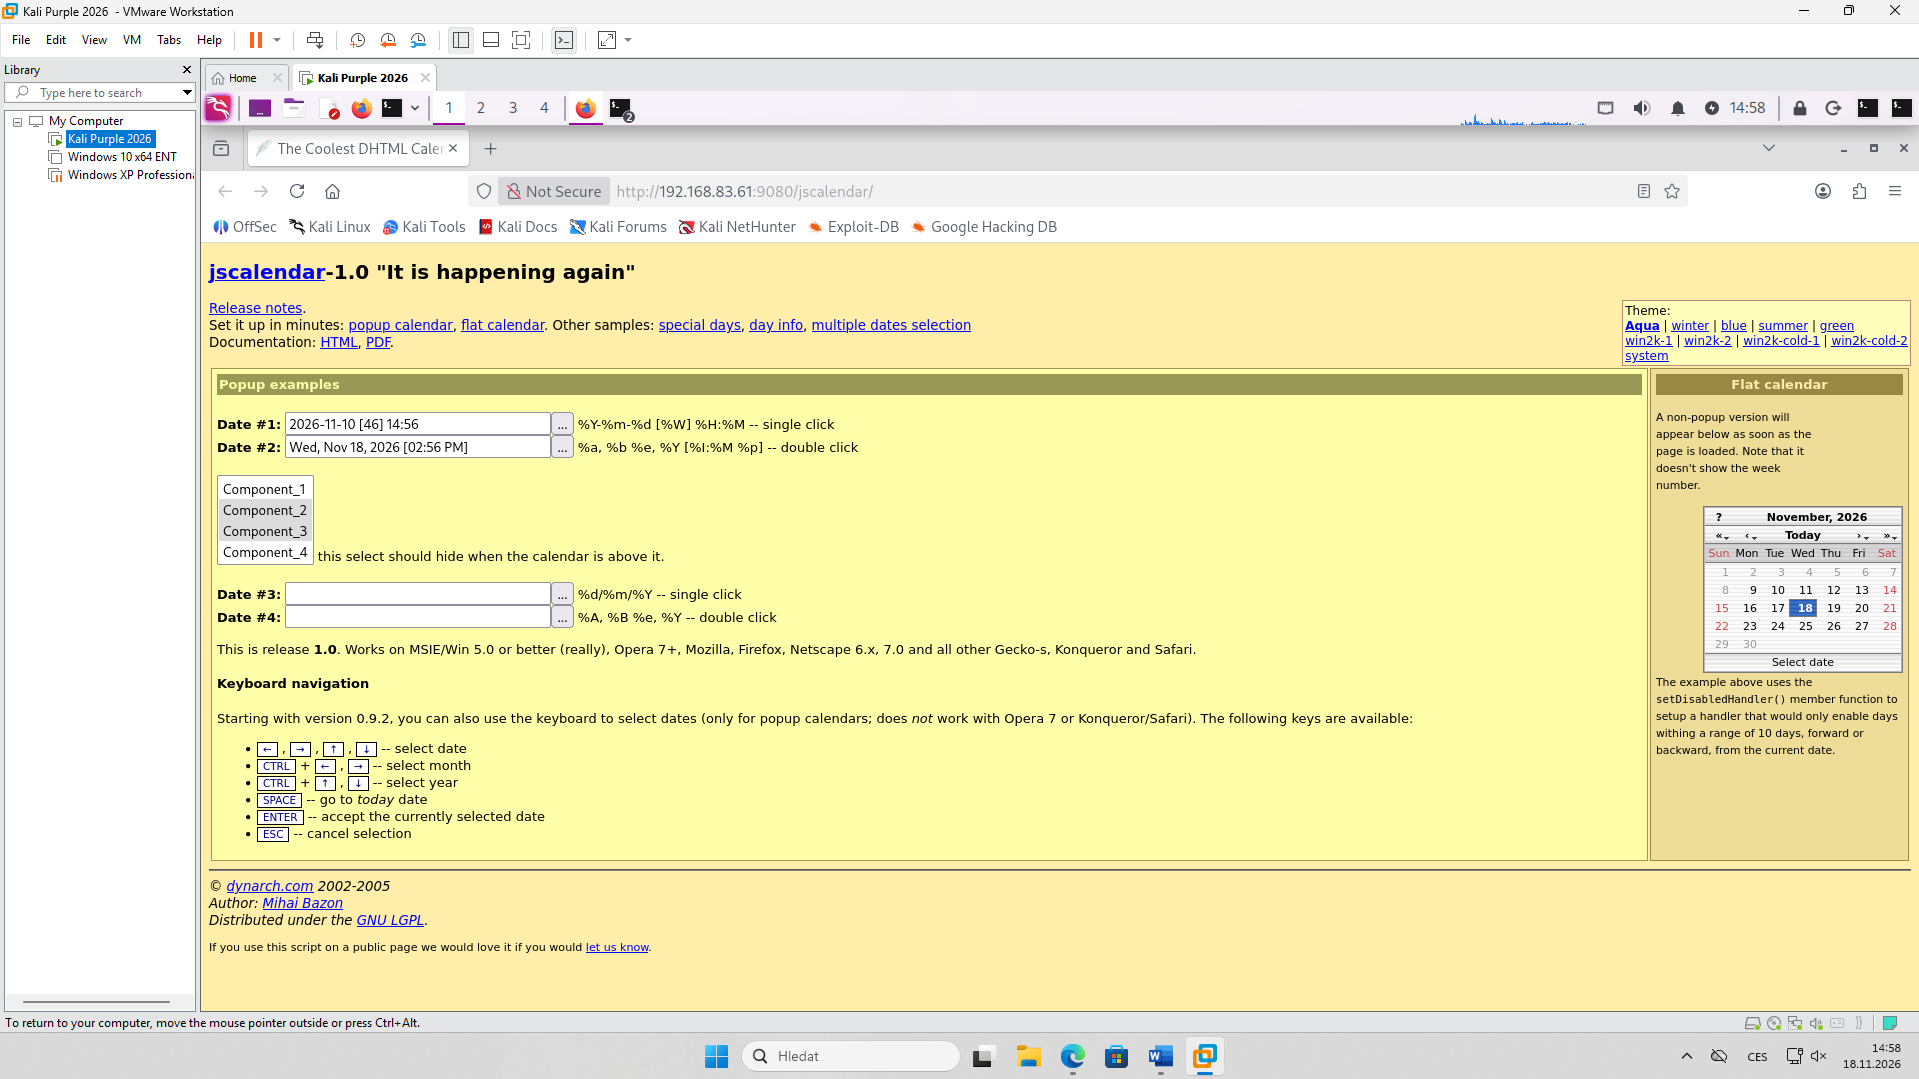 Kali Purple 2026 - VMware Workstation
File Edit View VM Tabs Help
Library
Type here to search
My Computer
Kali Purple 2026
Windows 10 x64 ENT
Windows XP Professiona
Home
Kali Purple 2026
1 2 3 4
2
14:58
The Coolest DHTML Caler
Not Secure http://192.168.83.61:9080/jscalendar/
OffSec Kali Linux Kali Tools Kali Docs Kali Forums Kali NetHunter Exploit-DB Google Hacking DB
jscalendar-1.0 "It is happening again"
Release notes.
Set it up in minutes: popup calendar, flat calendar. Other samples: special days, day info, multiple dates selection
Documentation: HTML, PDF.
Theme:
Aqua | winter | blue | summer | green
win2k-1 | win2k-2 | win2k-cold-1 | win2k-cold-2
system
Popup examples
Date #1: 2026-11-10 [46] 14:56 ... %Y-%m-%d [%W] %H:%M -- single click
Date #2: Wed, Nov 18, 2026 [02:56 PM] ... %a, %b %e, %Y [%I:%M %p] -- double click
Component_1
Component_2
Component_3
Component_4 this select should hide when the calendar is above it.
Date #3: ... %d/%m/%Y -- single click
Date #4: ... %A, %B %e, %Y -- double click
This is release 1.0. Works on MSIE/Win 5.0 or better (really), Opera 7+, Mozilla, Firefox, Netscape 6.x, 7.0 and all other Gecko-s, Konqueror and Safari.
Keyboard navigation
Starting with version 0.9.2, you can also use the keyboard to select dates (only for popup calendars; does not work with Opera 7 or Konqueror/Safari). The following keys are available:
• ← , → , ↑ , ↓ -- select date
• CTRL + ← , → -- select month
• CTRL + ↑ , ↓ -- select year
• SPACE -- go to today date
• ENTER -- accept the currently selected date
• ESC -- cancel selection
Flat calendar
A non-popup version will
appear below as soon as the
page is loaded. Note that it
doesn't show the week
number.
? November, 2026
« ‹ Today › »
Sun Mon Tue Wed Thu Fri Sat
1 2 3 4 5 6 7
8 9 10 11 12 13 14
15 16 17 18 19 20 21
22 23 24 25 26 27 28
29 30
Select date
The example above uses the
setDisabledHandler() member function to
setup a handler that would only enable days
withing a range of 10 days, forward or
backward, from the current date.
© dynarch.com 2002-2005
Author: Mihai Bazon
Distributed under the GNU LGPL.
If you use this script on a public page we would love it if you would let us know.
To return to your computer, move the mouse pointer outside or press Ctrl+Alt.
Hledat
CES
14:58
18.11.2026